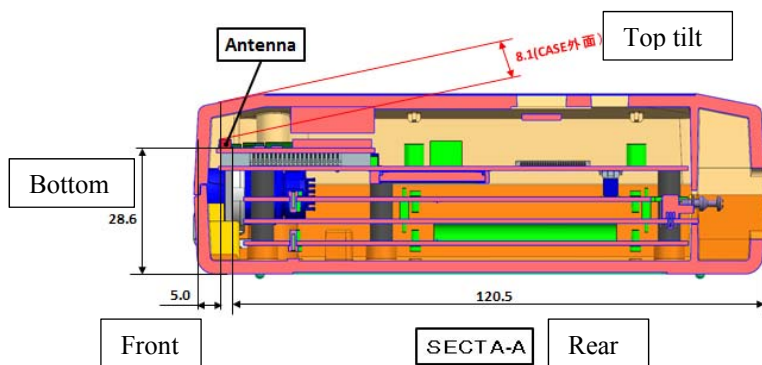 Antenna
8.1(CASE外面)
Top tilt
Bottom
28.6
5.0
120.5
Front
SECT A-A
Rear